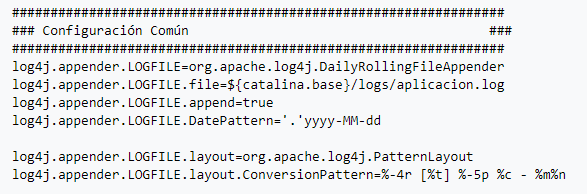 ###############################################################
### Configuración Común ###
###############################################################
log4j.appender.LOGFILE=org.apache.log4j.DailyRollingFileAppender
log4j.appender.LOGFILE.file=${catalina.base}/logs/aplicacion.log
log4j.appender.LOGFILE.append=true
log4j.appender.LOGFILE.DatePattern='.'yyyy-MM-dd
log4j.appender.LOGFILE.layout=org.apache.log4j.PatternLayout
log4j.appender.LOGFILE.layout.ConversionPattern=%-4r [%t] %-5p %c - %m%n